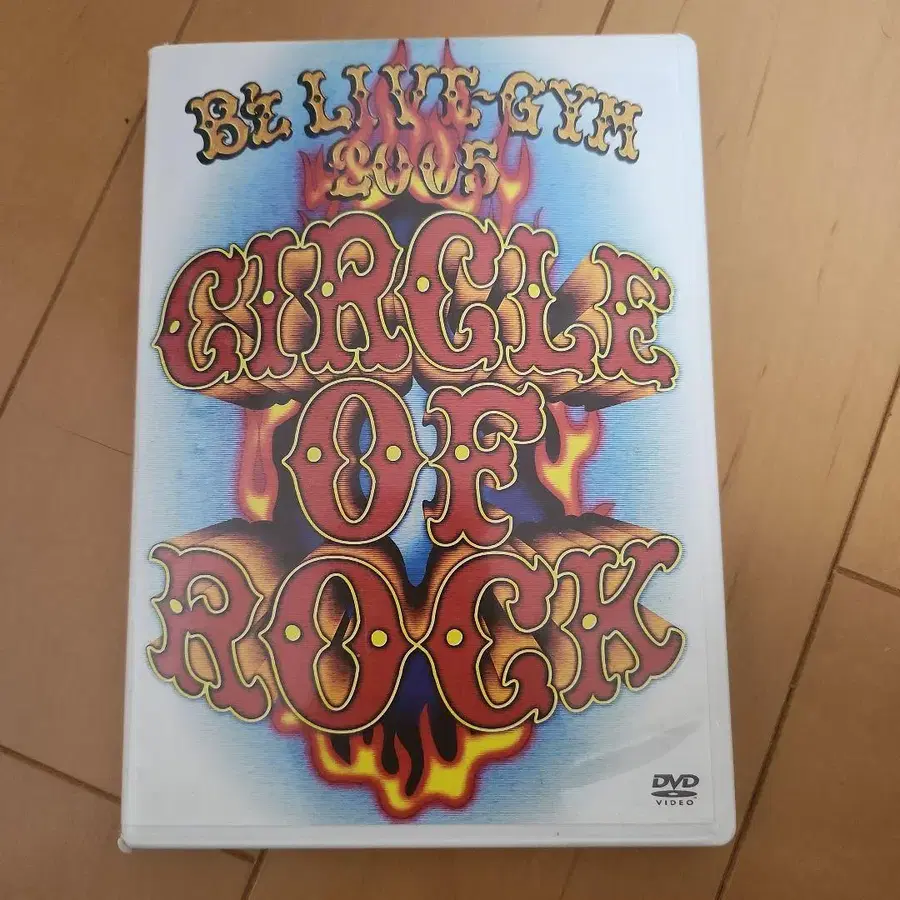 B'z LIVE-GYM
2005
CIRCLE
OF
ROCK
DVD
VIDEO